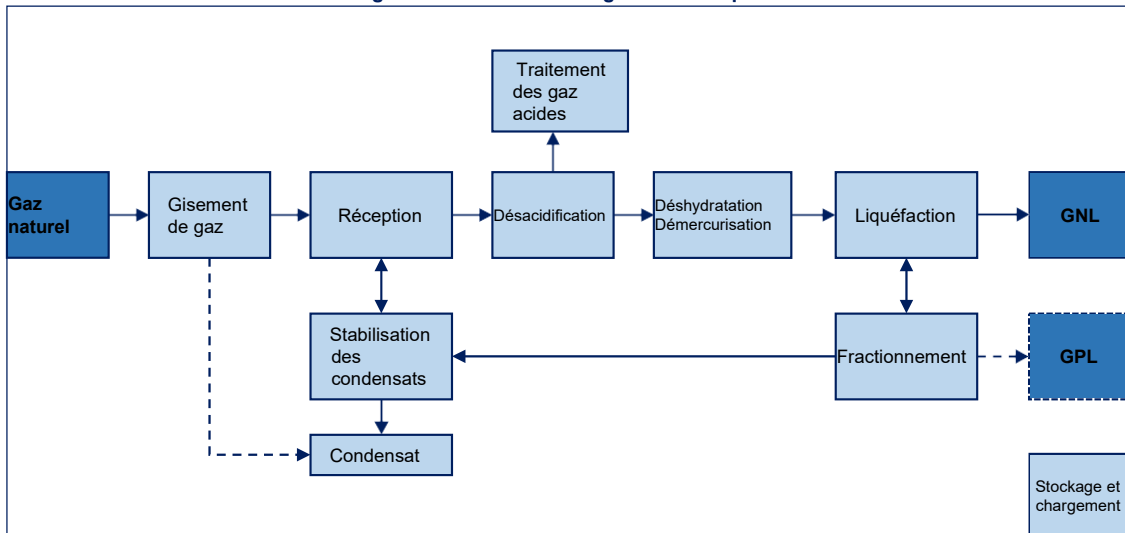 Traitement
des gaz
acides
Gaz
naturel
Gisement
de gaz
Réception
Désacidification
Déshydratation
Démercurisation
Liquéfaction
GNL
Stabilisation
des
condensats
Fractionnement
GPL
Condensat
Stockage et
chargement